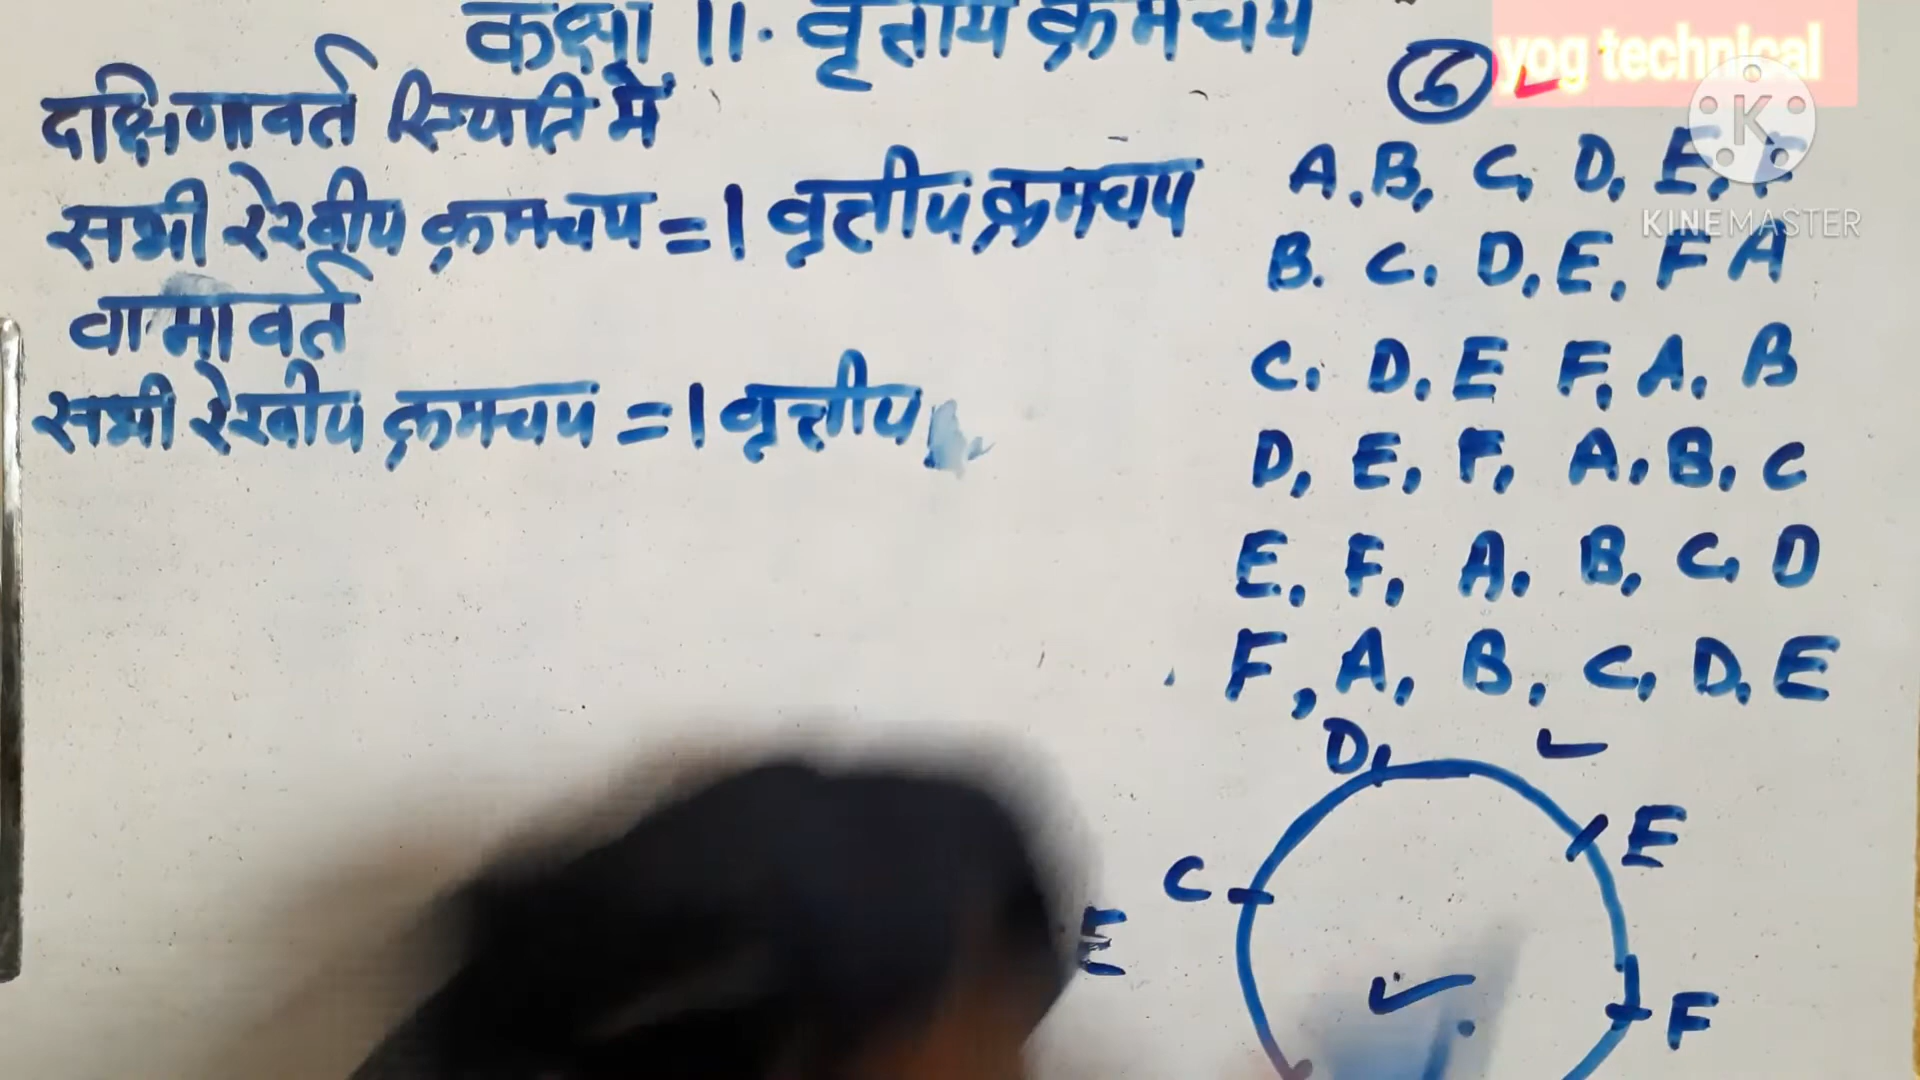 कक्षा 11. वृत्तीय क्रमचय
yog technical
6
K
KINEMASTER
दक्षिणावर्त स्थिति में
सभी रेखीय क्रमचय = 1 वृत्तीय क्रमचय
वामावर्त
सभी रेखीय क्रमचय = 1 वृत्तीय
A, B, C, D, E, F
B. C. D, E, F A
C, D, E F, A, B
D, E, F, A, B, C
E, F, A, B, C, D
F, A, B, C, D, E
D
E
C
E
F